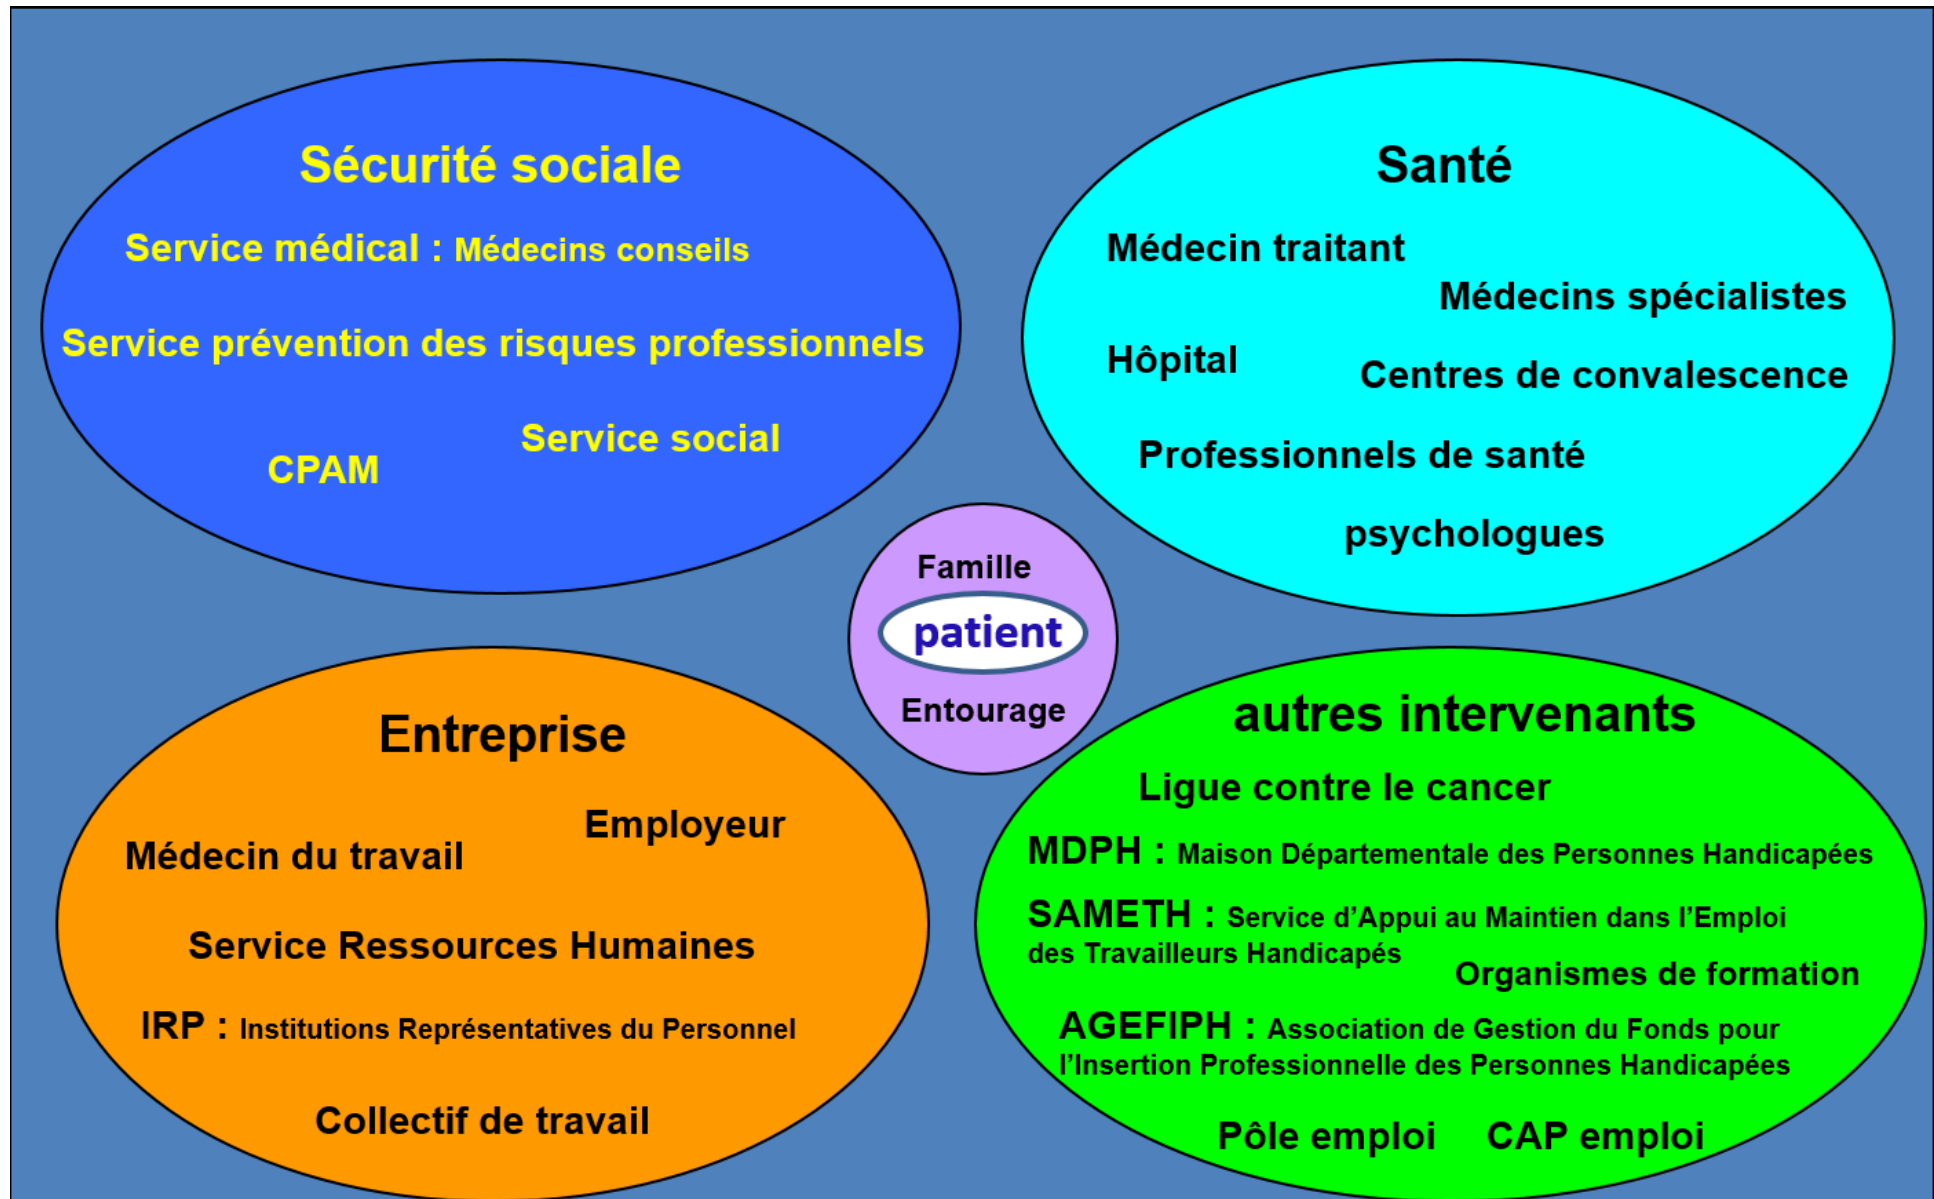 Sécurité sociale
Service médical : Médecins conseils
Service prévention des risques professionnels
Service social
CPAM
Santé
Médecin traitant
Médecins spécialistes
Hôpital
Centres de convalescence
Professionnels de santé
psychologues
Famille
patient
Entourage
Entreprise
Employeur
Médecin du travail
Service Ressources Humaines
IRP : Institutions Représentatives du Personnel
Collectif de travail
autres intervenants
Ligue contre le cancer
MDPH : Maison Départementale des Personnes Handicapées
SAMETH : Service d’Appui au Maintien dans l’Emploi
des Travailleurs Handicapés
Organismes de formation
AGEFIPH : Association de Gestion du Fonds pour
l’Insertion Professionnelle des Personnes Handicapées
Pôle emploi CAP emploi